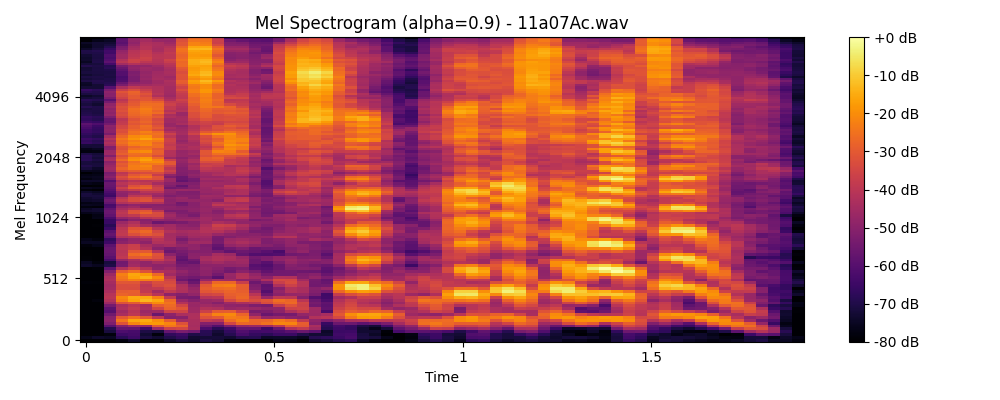 Mel Spectrogram (alpha=0.9) - 11a07Ac.wav
Mel Frequency
4096
2048
1024
512
0
0
0.5
1
1.5
Time
+0 dB
-10 dB
-20 dB
-30 dB
-40 dB
-50 dB
-60 dB
-70 dB
-80 dB